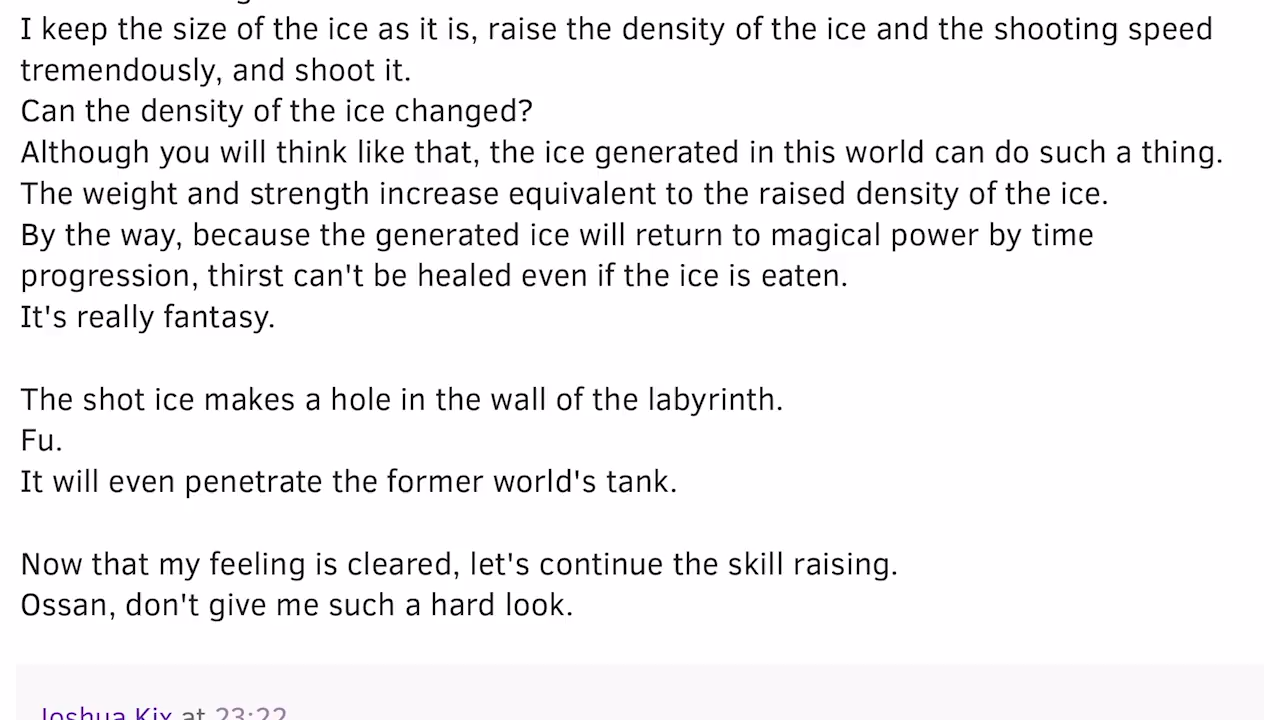 I keep the size of the ice as it is, raise the density of the ice and the shooting speed
tremendously, and shoot it.
Can the density of the ice changed?
Although you will think like that, the ice generated in this world can do such a thing.
The weight and strength increase equivalent to the raised density of the ice.
By the way, because the generated ice will return to magical power by time
progression, thirst can't be healed even if the ice is eaten.
It's really fantasy.
The shot ice makes a hole in the wall of the labyrinth.
Fu.
It will even penetrate the former world's tank.
Now that my feeling is cleared, let's continue the skill raising.
Ossan, don't give me such a hard look.
Joshua Kix at 23:22